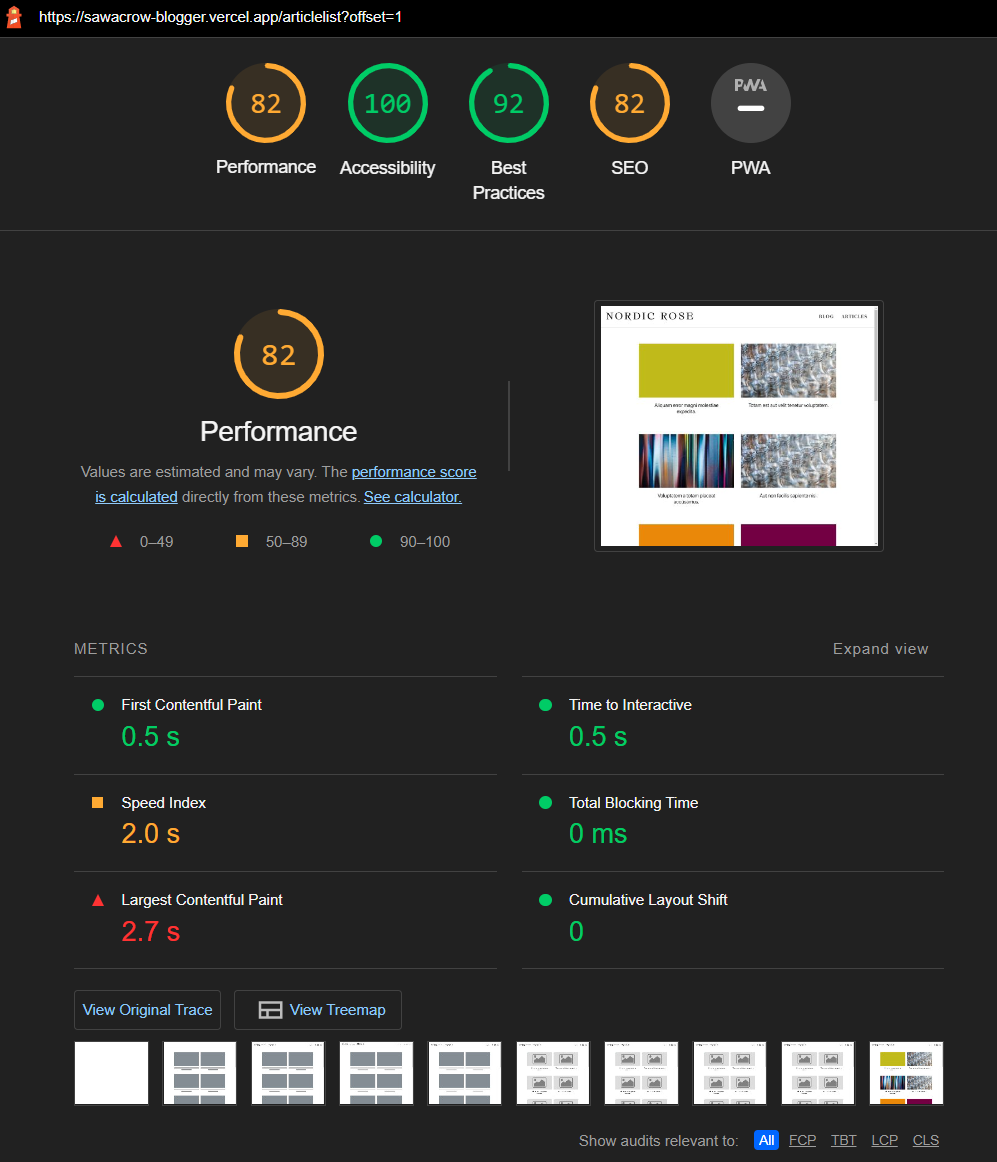 https://sawacrow-blogger.vercel.app/articlelist?offset=1
82
100
92
82
PWA
Performance
Accessibility
Best
Practices
SEO
PWA
82
Performance
Values are estimated and may vary. The performance score
is calculated directly from these metrics. See calculator.
0–49
50–89
90–100
NORDIC ROSE
BLOG
ARTICLES
Aliquam error magni molestiae
expedita.
Totam est aut velit tenetur voluptatem.
Voluptatem a totam placeat
accusamus.
Aut non facilis sapiente nisi.
METRICS
Expand view
First Contentful Paint
0.5 s
Time to Interactive
0.5 s
Speed Index
2.0 s
Total Blocking Time
0 ms
Largest Contentful Paint
2.7 s
Cumulative Layout Shift
0
View Original Trace
View Treemap
Show audits relevant to:
All
FCP
TBT
LCP
CLS